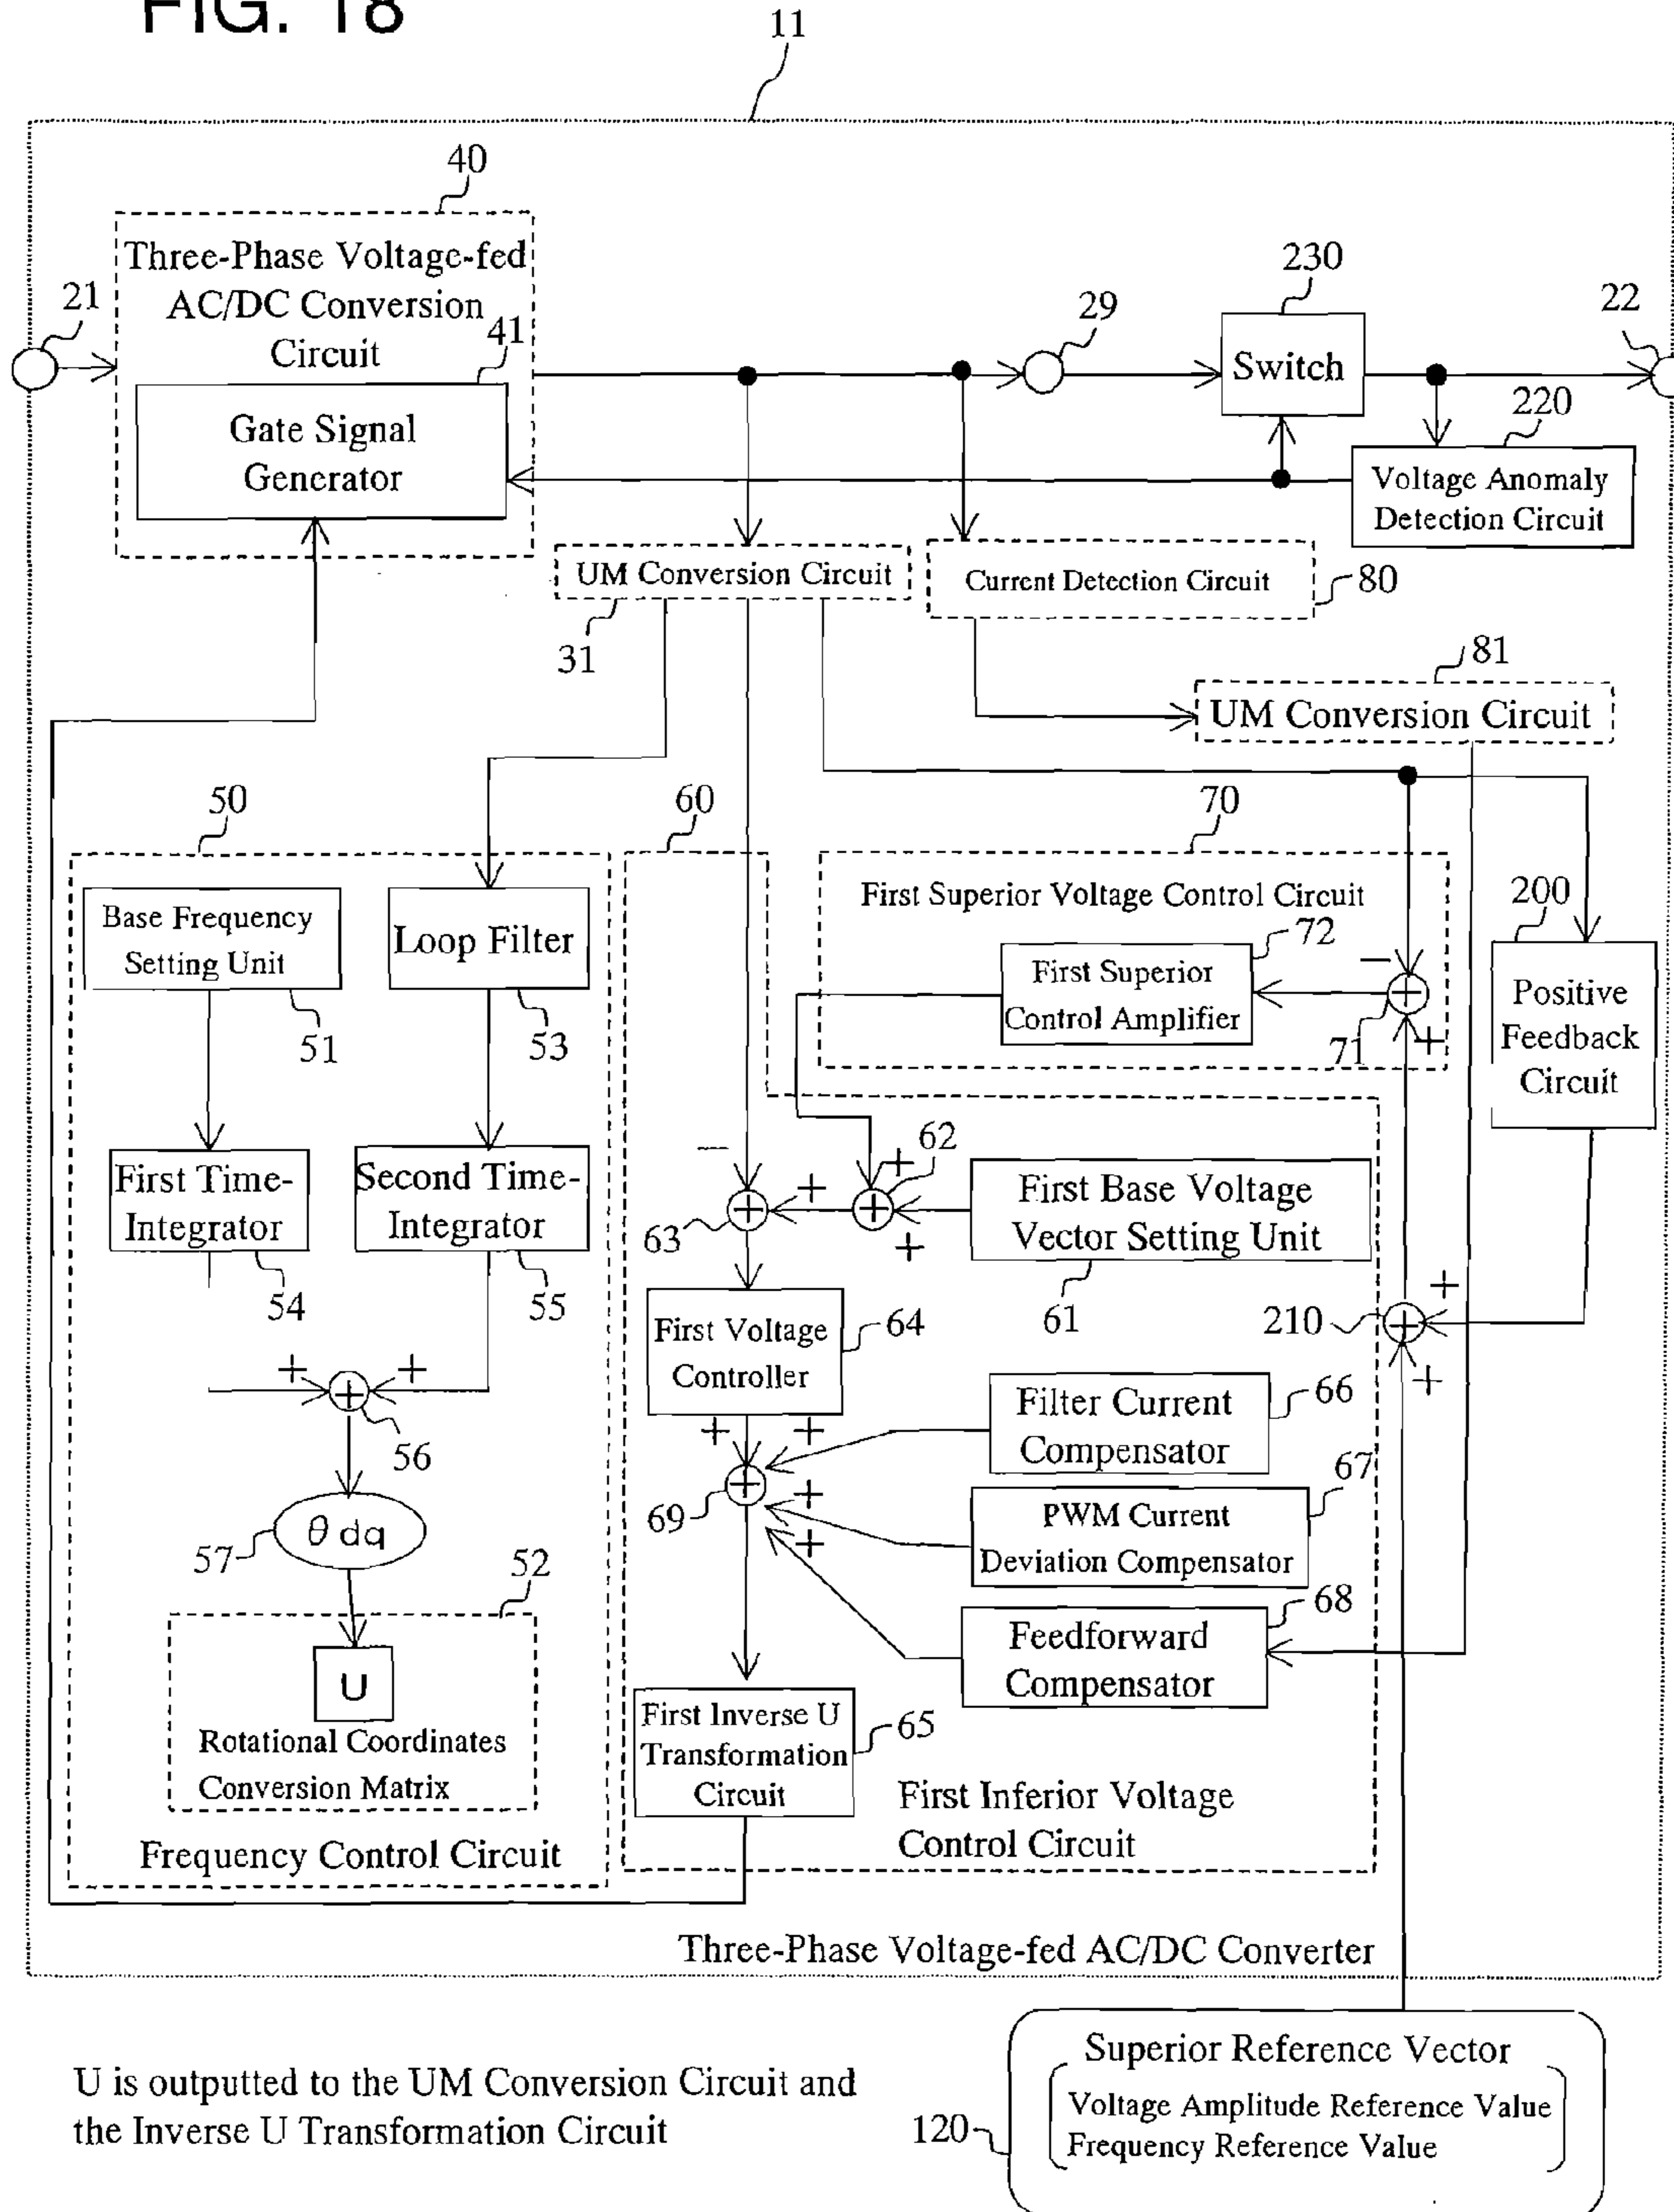 FIG. 18
11
40
Three-Phase Voltage-fed
AC/DC Conversion
Circuit
41
Gate Signal
Generator
21
29
230
Switch
22
220
Voltage Anomaly
Detection Circuit
UM Conversion Circuit
31
Current Detection Circuit
80
81
UM Conversion Circuit
50
60
70
Base Frequency
Setting Unit
51
Loop Filter
53
First Superior Voltage Control Circuit
72
First Superior
Control Amplifier
−
+
71
+
200
Positive
Feedback
Circuit
First Time-
Integrator
54
Second Time-
Integrator
55
−
+
63
+
+
62
+
+
First Base Voltage
Vector Setting Unit
61
+
210
+
+
+
+
+
56
First Voltage
Controller
64
Filter Current
Compensator
66
+
+
+
69
+
+
PWM Current
Deviation Compensator
67
Feedforward
Compensator
68
θ dq
57
52
U
Rotational Coordinates
Conversion Matrix
Frequency Control Circuit
First Inverse U
Transformation
Circuit
65
First Inferior Voltage
Control Circuit
Three-Phase Voltage-fed AC/DC Converter
U is outputted to the UM Conversion Circuit and
the Inverse U Transformation Circuit
120
Superior Reference Vector
Voltage Amplitude Reference Value
Frequency Reference Value